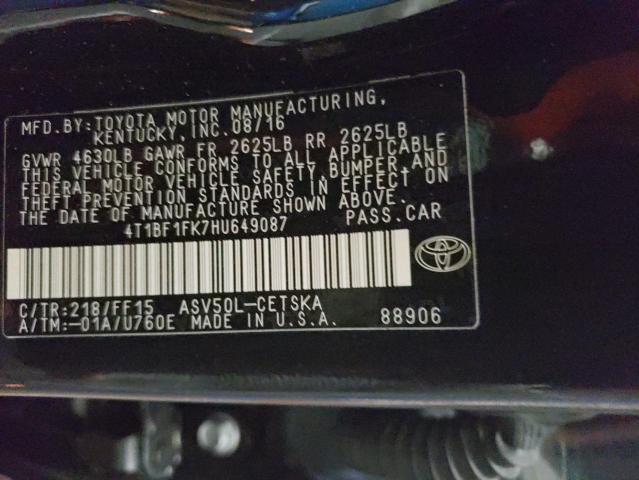 MFD.BY:TOYOTA MOTOR MANUFACTURING,
KENTUCKY,INC.08/16
GVWR 4630LB GAWR FR 2625LB RR 2625LB
THIS VEHICLE CONFORMS TO ALL APPLICABLE
FEDERAL MOTOR VEHICLE SAFETY,BUMPER,AND
THEFT PREVENTION STANDARDS IN EFFECT ON
THE DATE OF MANUFACTURE SHOWN ABOVE.
4T1BF1FK7HU649087 PASS.CAR
C/TR:218/FF15 ASV50L-CETSKA
A/TM:-01A/U760E MADE IN U.S.A. 88906